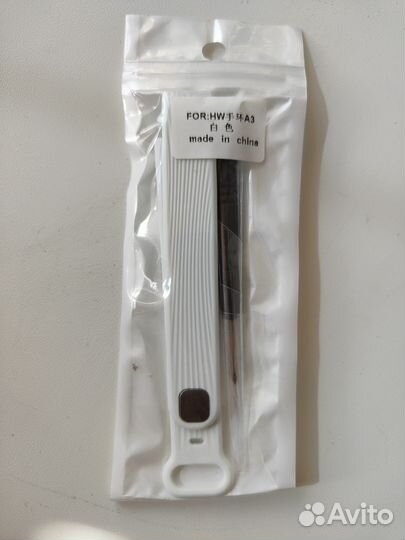 FOR:HW手环A3
白 色
made in china
Avito